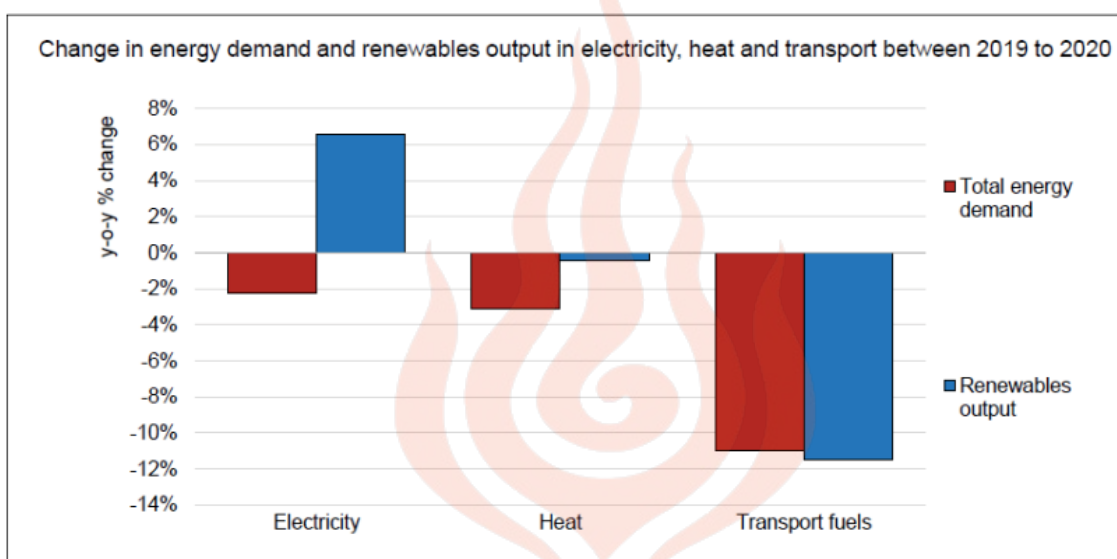 Change in energy demand and renewables output in electricity, heat and transport between 2019 to 2020
y-o-y % change
8%
6%
4%
2%
0%
-2%
-4%
-6%
-8%
-10%
-12%
-14%
Electricity
Heat
Transport fuels
Total energy
demand
Renewables
output